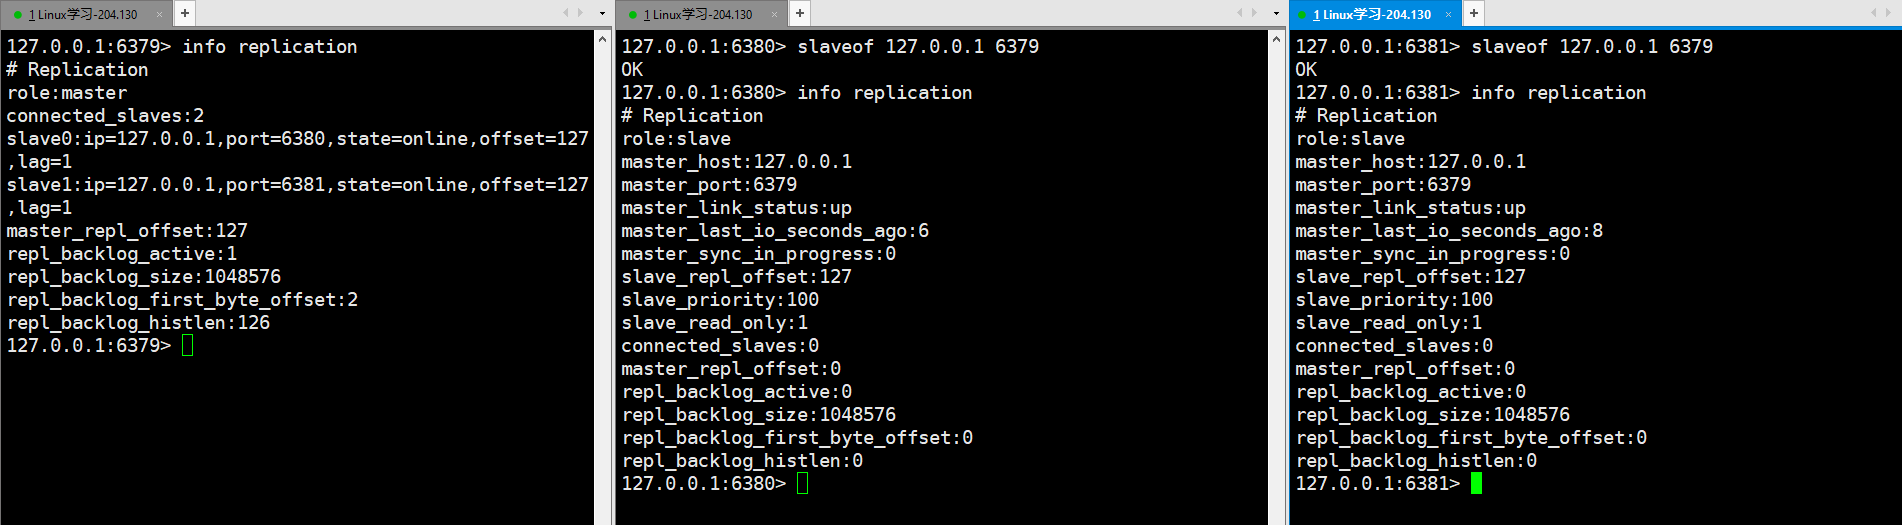 1 Linux学习-204.130
127.0.0.1:6379> info replication
# Replication
role:master
connected_slaves:2
slave0:ip=127.0.0.1,port=6380,state=online,offset=127
,lag=1
slave1:ip=127.0.0.1,port=6381,state=online,offset=127
,lag=1
master_repl_offset:127
repl_backlog_active:1
repl_backlog_size:1048576
repl_backlog_first_byte_offset:2
repl_backlog_histlen:126
127.0.0.1:6379>
1 Linux学习-204.130
127.0.0.1:6380> slaveof 127.0.0.1 6379
OK
127.0.0.1:6380> info replication
# Replication
role:slave
master_host:127.0.0.1
master_port:6379
master_link_status:up
master_last_io_seconds_ago:6
master_sync_in_progress:0
slave_repl_offset:127
slave_priority:100
slave_read_only:1
connected_slaves:0
master_repl_offset:0
repl_backlog_active:0
repl_backlog_size:1048576
repl_backlog_first_byte_offset:0
repl_backlog_histlen:0
127.0.0.1:6380>
1 Linux学习-204.130
127.0.0.1:6381> slaveof 127.0.0.1 6379
OK
127.0.0.1:6381> info replication
# Replication
role:slave
master_host:127.0.0.1
master_port:6379
master_link_status:up
master_last_io_seconds_ago:8
master_sync_in_progress:0
slave_repl_offset:127
slave_priority:100
slave_read_only:1
connected_slaves:0
master_repl_offset:0
repl_backlog_active:0
repl_backlog_size:1048576
repl_backlog_first_byte_offset:0
repl_backlog_histlen:0
127.0.0.1:6381>